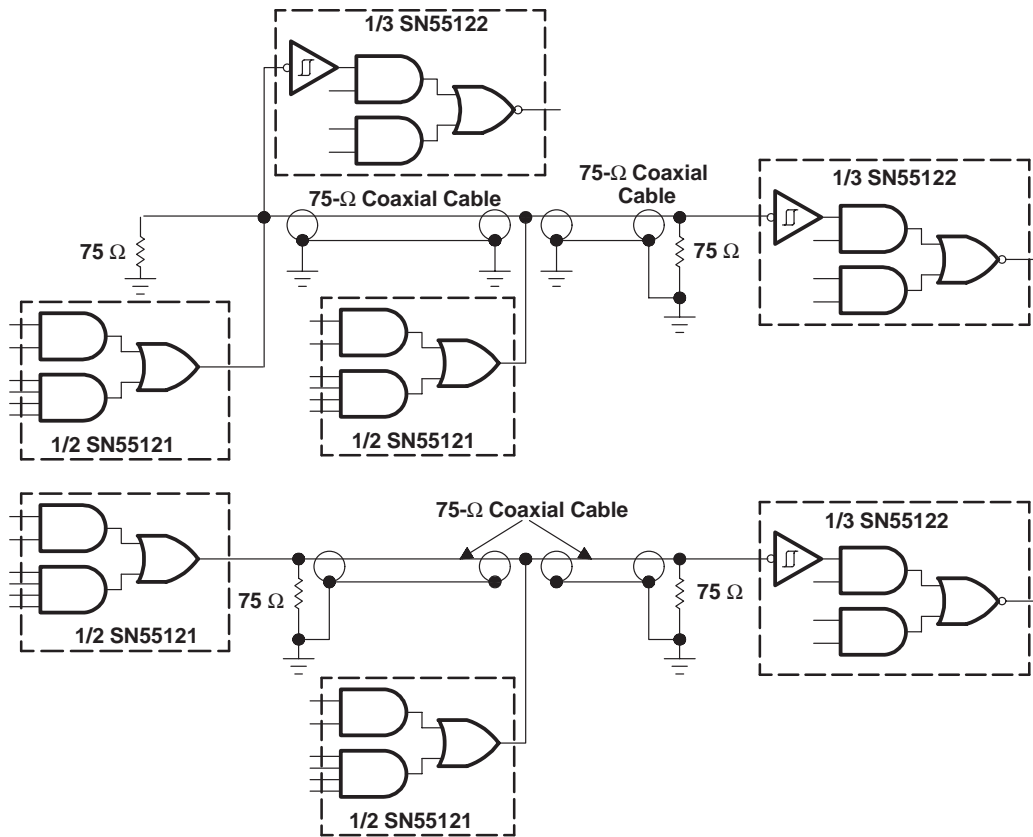 1/3 SN55122
75-Ω Coaxial Cable
75-Ω Coaxial
Cable
1/3 SN55122
75 Ω
75 Ω
1/2 SN55121
1/2 SN55121
75-Ω Coaxial Cable
1/3 SN55122
75 Ω
75 Ω
1/2 SN55121
1/2 SN55121